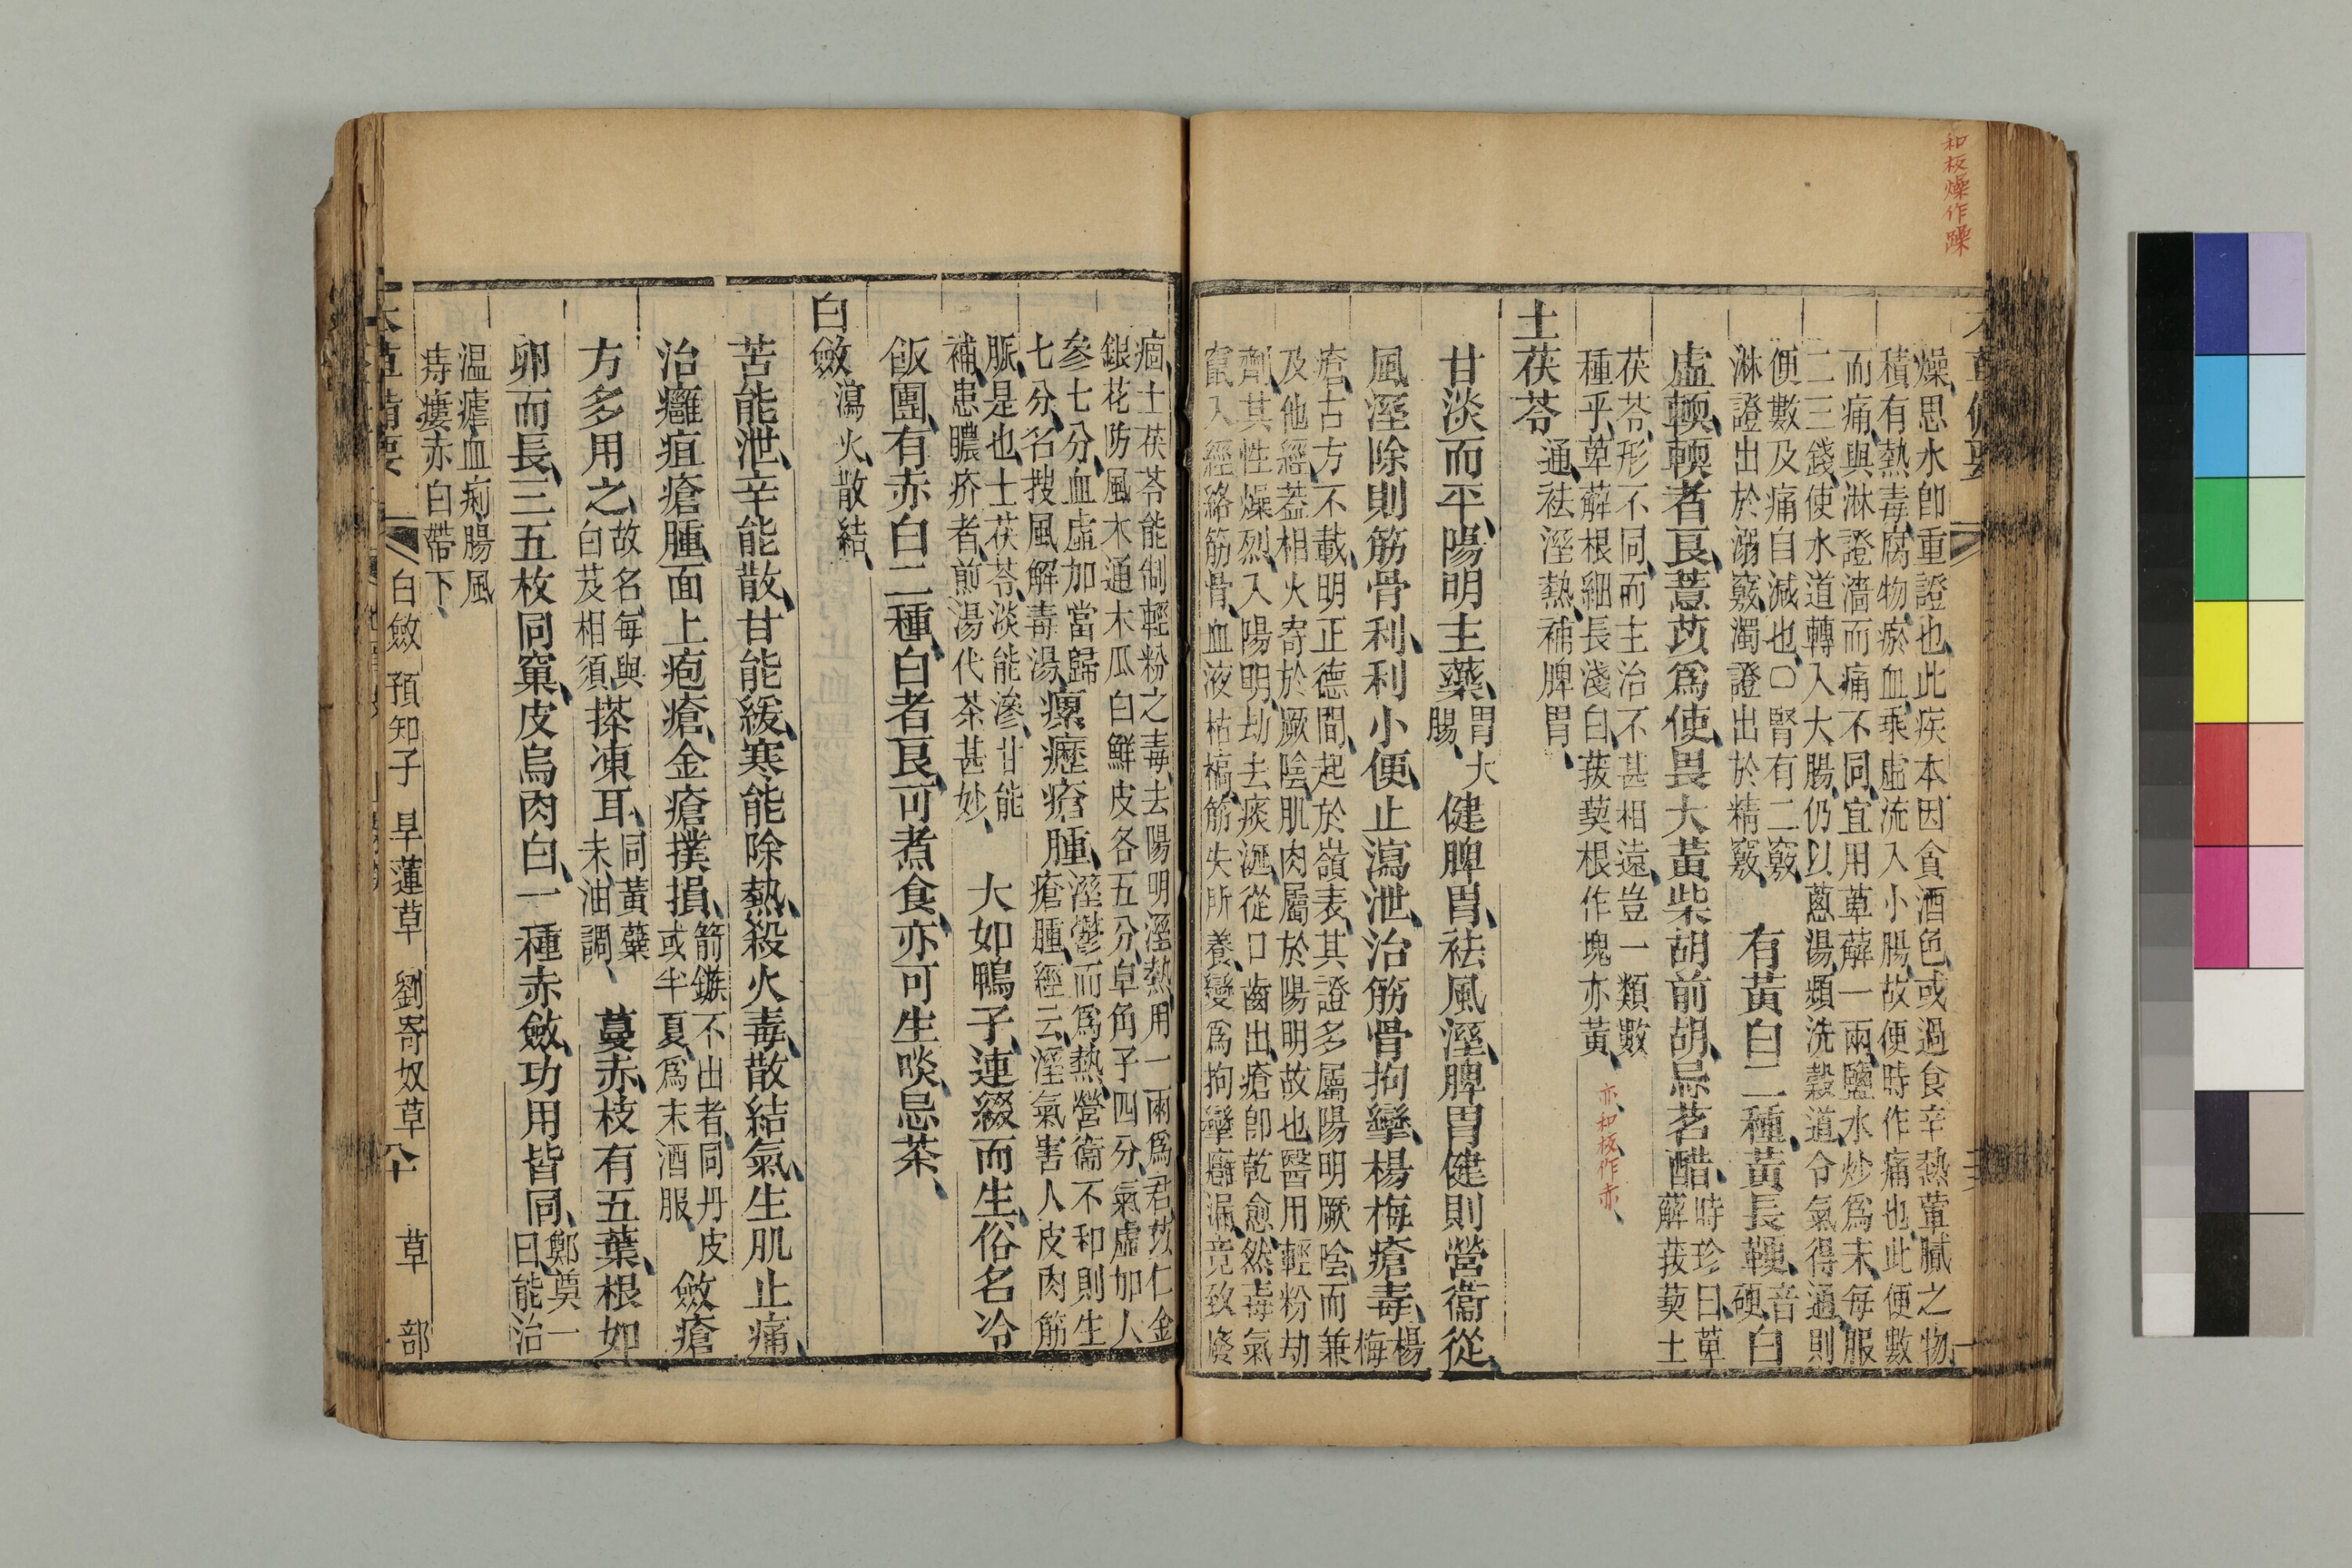 和板燥作躁
燥思水卽重證也此疾本因貪酒色或過食辛熱葷膩之物
積有熱毒腐物瘀血乘虛流入小腸故便時作痛也此便數
而痛與淋證濇而痛不同宜用萆薢一兩鹽水炒爲末每服
二三錢使水道轉入大腸仍以蔥湯頻洗穀道令氣得通則
便數及痛自減也〇腎有二竅
淋證出於溺竅濁證出於精竅
有黃白二種黃長鞕音
硬白
虛輭輭者良薏苡爲使畏大黃柴胡前胡忌茗醋時珍曰萆
薢菝葜土
茯苓形不同而主治不甚相遠豈一類數
種乎萆薢根細長淺白菝葜根作塊亦黃
亦和板作赤
土茯苓通祛溼熱補脾胃
甘淡而平陽明主藥胃大
腸健脾胃祛風溼脾胃健則營衞從
風溼除則筋骨利利小便止瀉泄治筋骨拘攣楊梅瘡毒楊
梅
瘡古方不載明正德間起於嶺表其證多屬陽明厥陰而兼
及他經葢相火寄於厥陰肌肉屬於陽明故也醫用輕粉劫
劑其性燥烈入陽明劫去痰涎從口齒出瘡卽乾愈然毒氣
竄入經絡筋骨血液枯槁筋失所養變爲拘攣癰漏竟致廢
痼土茯苓能制輕粉之毒去陽明溼熱用一兩爲君苡仁金
銀花防風木通木瓜白鮮皮各五分皁角子四分氣虛加人
參七分血虛加當歸
七分名搜風解毒湯瘰癧瘡腫溼鬱而爲熱營衞不和則生
瘡腫經云溼氣害人皮肉筋
脈是也土茯苓淡能滲甘能
補患膿疥者煎湯代茶甚妙
大如鴨子連綴而生俗名冷
飯團有赤白二種白者良可煮食亦可生啖忌茶
白斂瀉火散結
苦能泄辛能散甘能緩寒能除熱殺火毒散結氣生肌止痛
治癰疽瘡腫面上疱瘡金瘡撲損箭鏃不出者同丹皮
或半夏爲末酒服斂瘡
方多用之故名每與
白芨相須搽凍耳同黃蘗
末油調蔓赤枝有五葉根如
卵而長三五枚同窠皮烏肉白一種赤斂功用皆同鄭奠一
曰能治
温瘧血痢腸風
痔瘻赤白帶下
白斂 預知子 旱蓮草 劉寄奴草 草部